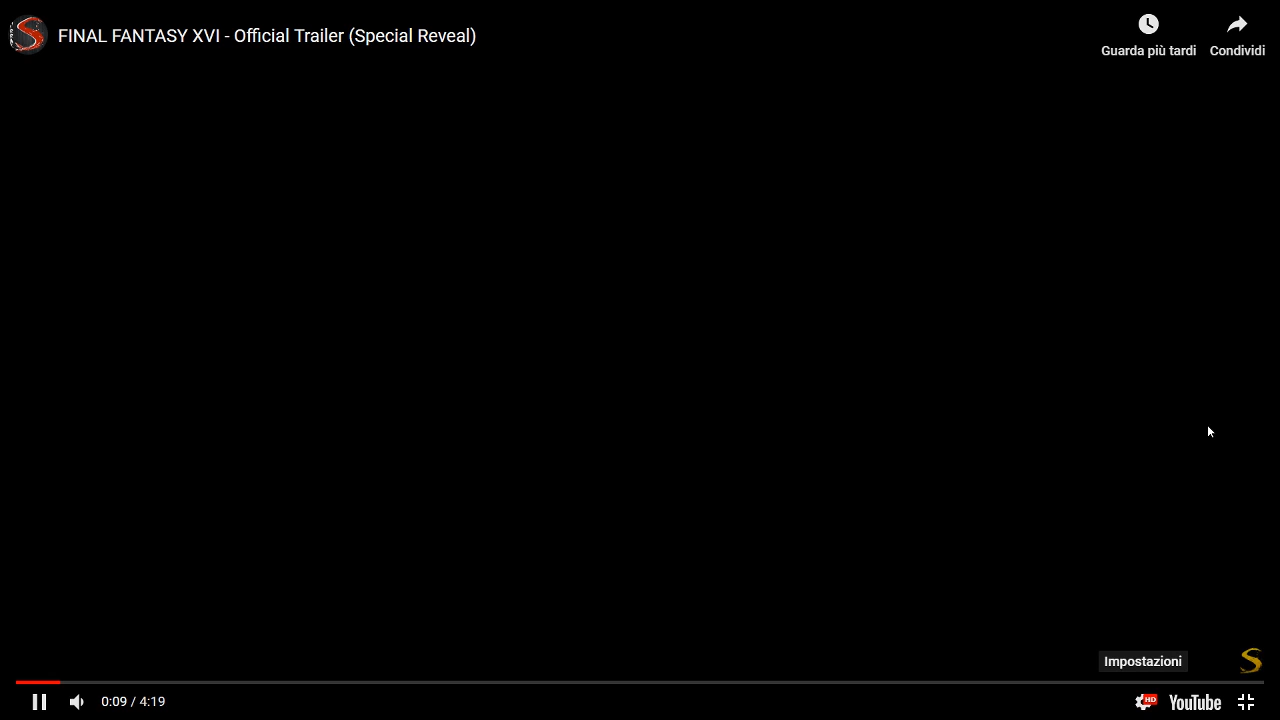 FINAL FANTASY XVI - Official Trailer (Special Reveal)
Guarda più tardi
Condividi
Impostazioni
0:09 / 4:19
HD
YouTube